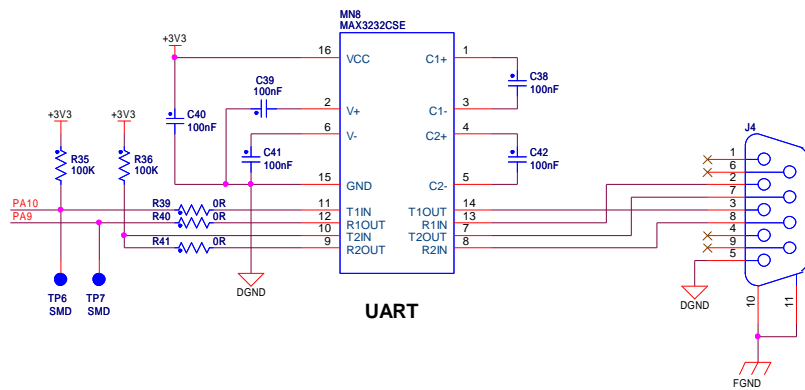 MN8
MAX3232CSE
+3V3
16
VCC
C1+
1
C39
100nF
C38
100nF
+3V3
+3V3
C40
100nF
2
V+
C1-
3
6
V-
C2+
4
J4
R35
100K
R36
100K
C41
100nF
C42
100nF
1
6
15
GND
C2-
5
2
PA10
R39
0R
11
T1IN
T1OUT
14
7
PA9
R40
0R
12
R1OUT
R1IN
13
3
10
T2IN
T2OUT
7
8
R41
0R
9
R2OUT
R2IN
8
4
9
5
TP6
SMD
TP7
SMD
DGND
UART
DGND
10
11
FGND